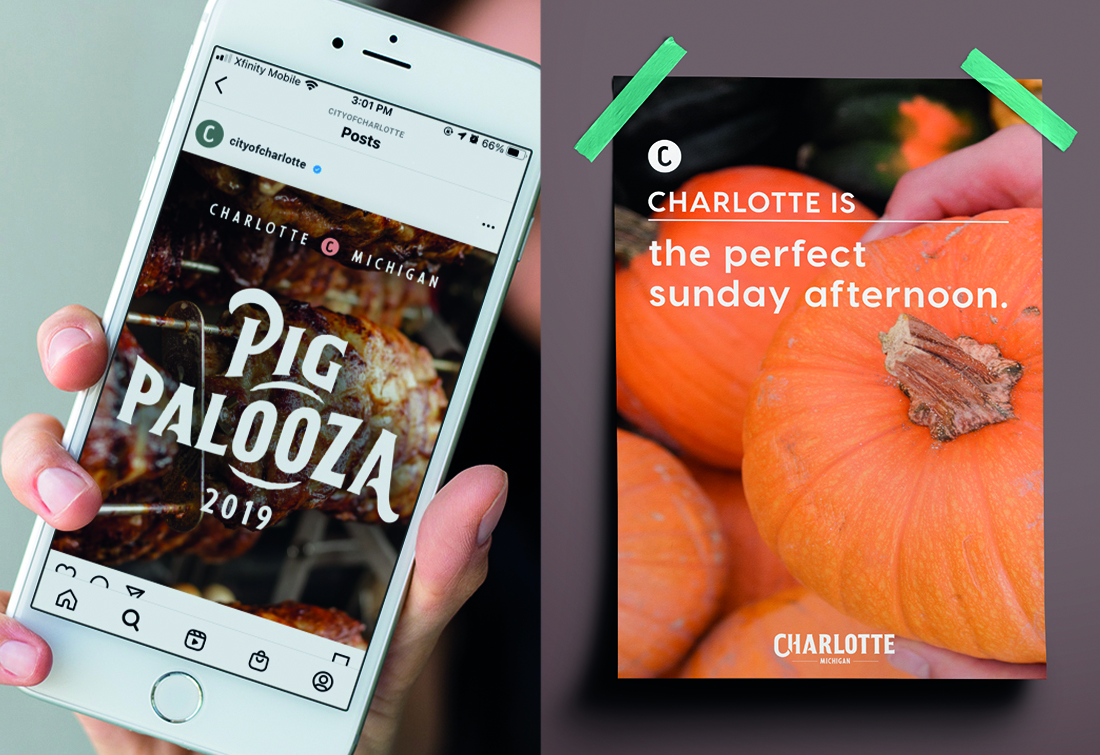 Xfinity Mobile
3:01 PM
66%
CITYOFCHARLOTTE
Posts
C
cityofcharlotte
CHARLOTTE C MICHIGAN
PIG
PALOOZA
2019
C
CHARLOTTE IS
the perfect
sunday afternoon.
CHARLOTTE
MICHIGAN